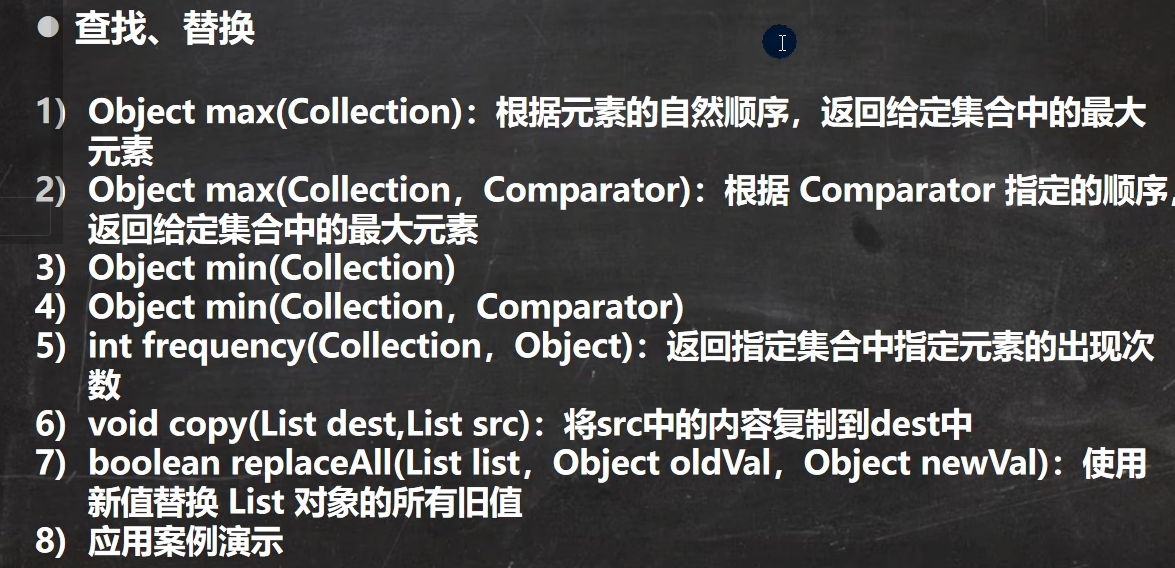 查找、替换
1) Object max(Collection)：根据元素的自然顺序，返回给定集合中的最大
元素
2) Object max(Collection，Comparator)：根据 Comparator 指定的顺序，
返回给定集合中的最大元素
3) Object min(Collection)
4) Object min(Collection，Comparator)
5) int frequency(Collection，Object)：返回指定集合中指定元素的出现次
数
6) void copy(List dest,List src)：将src中的内容复制到dest中
7) boolean replaceAll(List list，Object oldVal，Object newVal)：使用
新值替换 List 对象的所有旧值
8) 应用案例演示